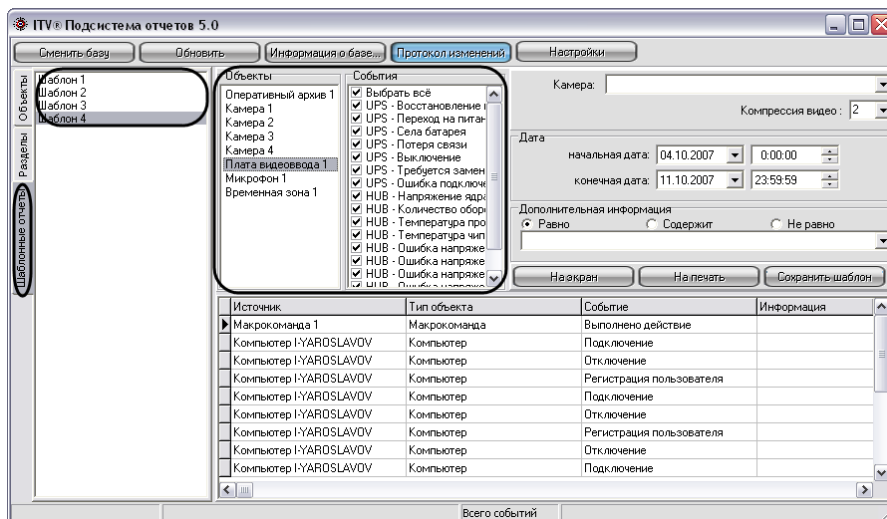 ITV® Подсистема отчетов 5.0
Сменить базу Обновить Информация о базе... Протокол изменений Настройки
Объекты
Разделы
Шаблонные отчеты
Шаблон 1
Шаблон 2
Шаблон 3
Шаблон 4
Объекты
Оперативный архив 1
Камера 1
Камера 2
Камера 3
Камера 4
Плата видеоввода 1
Микрофон 1
Временная зона 1
События
Выбрать всё
UPS - Восстановление
UPS - Переход на питан
UPS - Села батарея
UPS - Потеря связи
UPS - Выключение
UPS - Требуется замен
UPS - Ошибка подключе
HUB - Напряжение ядра
HUB - Количество обор
HUB - Температура про
HUB - Температура чип
HUB - Ошибка напряже
HUB - Ошибка напряже
HUB - Ошибка напряже
Камера:
Компрессия видео : 2
Дата
начальная дата: 04.10.2007 0:00:00
конечная дата: 11.10.2007 23:59:59
Дополнительная информация
Равно Содержит Не равно
На экран На печать Сохранить шаблон
Источник Тип объекта Событие Информация
Макрокоманда 1 Макрокоманда Выполнено действие
Компьютер I-YAROSLAVOV Компьютер Подключение
Компьютер I-YAROSLAVOV Компьютер Отключение
Компьютер I-YAROSLAVOV Компьютер Регистрация пользователя
Компьютер I-YAROSLAVOV Компьютер Подключение
Компьютер I-YAROSLAVOV Компьютер Отключение
Компьютер I-YAROSLAVOV Компьютер Регистрация пользователя
Компьютер I-YAROSLAVOV Компьютер Отключение
Компьютер I-YAROSLAVOV Компьютер Подключение
Всего событий